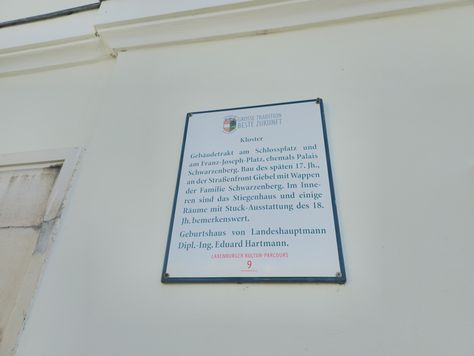 GROSSE TRADITION
BESTE ZUKUNFT
Kloster
Gebäudetrakt am Schlossplatz und
am Franz-Joseph-Platz, ehemals Palais
Schwarzenberg. Bau des späten 17. Jh.,
an der Straßenfront Giebel mit Wappen
der Familie Schwarzenberg. Im Inne-
ren sind das Stiegenhaus und einige
Räume mit Stuck-Ausstattung des 18.
Jh. bemerkenswert.
Geburtshaus von Landeshauptmann
Dipl.-Ing. Eduard Hartmann.
LAXENBURGER KULTUR-PARCOURS
9